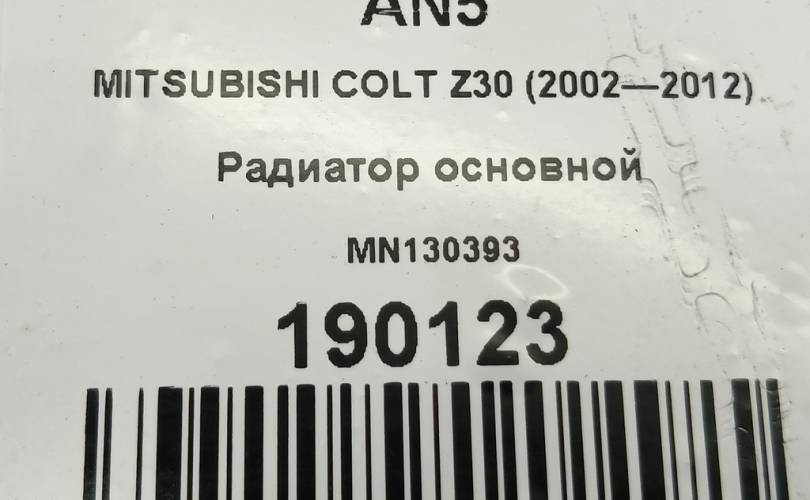 AN5
MITSUBISHI COLT Z30 (2002—2012)
Радиатор основной
MN130393
190123